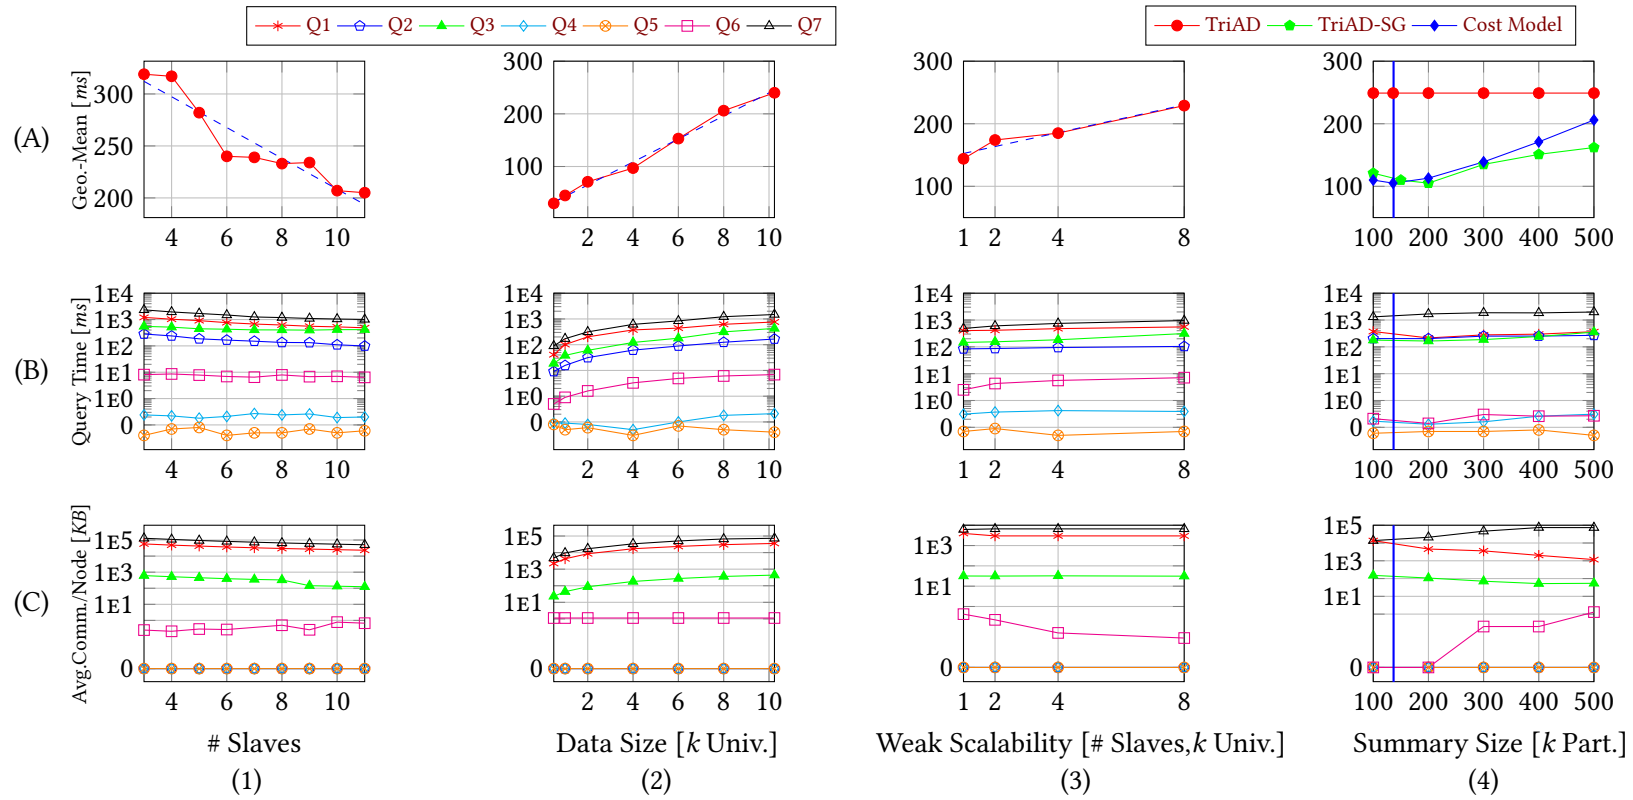 Q1 Q2 Q3 Q4 Q5 Q6 Q7
TriAD TriAD-SG Cost Model
(A)
Geo.-Mean [ms]
300
250
200
4 6 8 10
300
200
100
2 4 6 8 10
300
200
100
1 2 4 8
300
200
100
100 200 300 400 500
(B)
Query Time [ms]
1E4
1E3
1E2
1E1
1E0
0
4 6 8 10
1E4
1E3
1E2
1E1
1E0
0
2 4 6 8 10
1E4
1E3
1E2
1E1
1E0
0
1 2 4 8
1E4
1E3
1E2
1E1
1E0
0
100 200 300 400 500
(C)
Avg.Comm./Node [KB]
1E5
1E3
1E1
0
4 6 8 10
1E5
1E3
1E1
0
2 4 6 8 10
1E3
1E1
0
1 2 4 8
1E5
1E3
1E1
0
100 200 300 400 500
# Slaves
Data Size [k Univ.]
Weak Scalability [# Slaves,k Univ.]
Summary Size [k Part.]
(1)
(2)
(3)
(4)